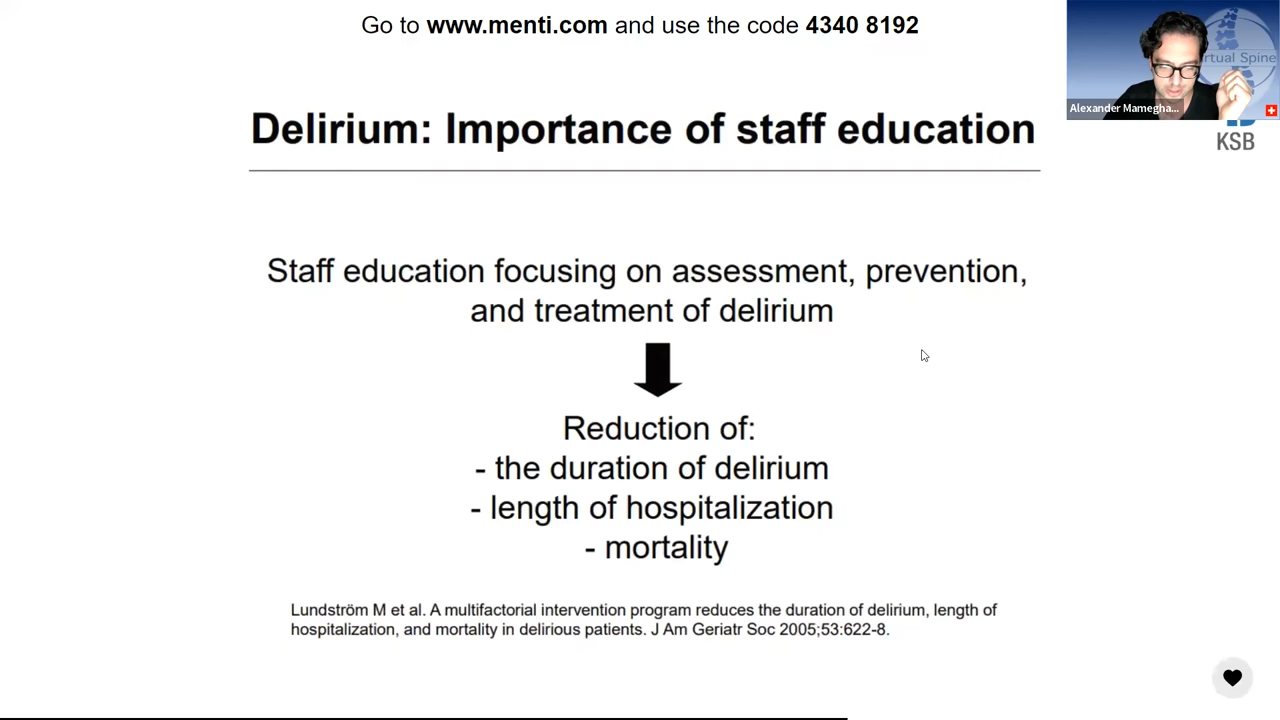 Go to www.menti.com and use the code 4340 8192
rtual Spine
Alexander Mamegha...
KSB
Delirium: Importance of staff education
Staff education focusing on assessment, prevention,
and treatment of delirium
Reduction of:
- the duration of delirium
- length of hospitalization
- mortality
Lundström M et al. A multifactorial intervention program reduces the duration of delirium, length of
hospitalization, and mortality in delirious patients. J Am Geriatr Soc 2005;53:622-8.